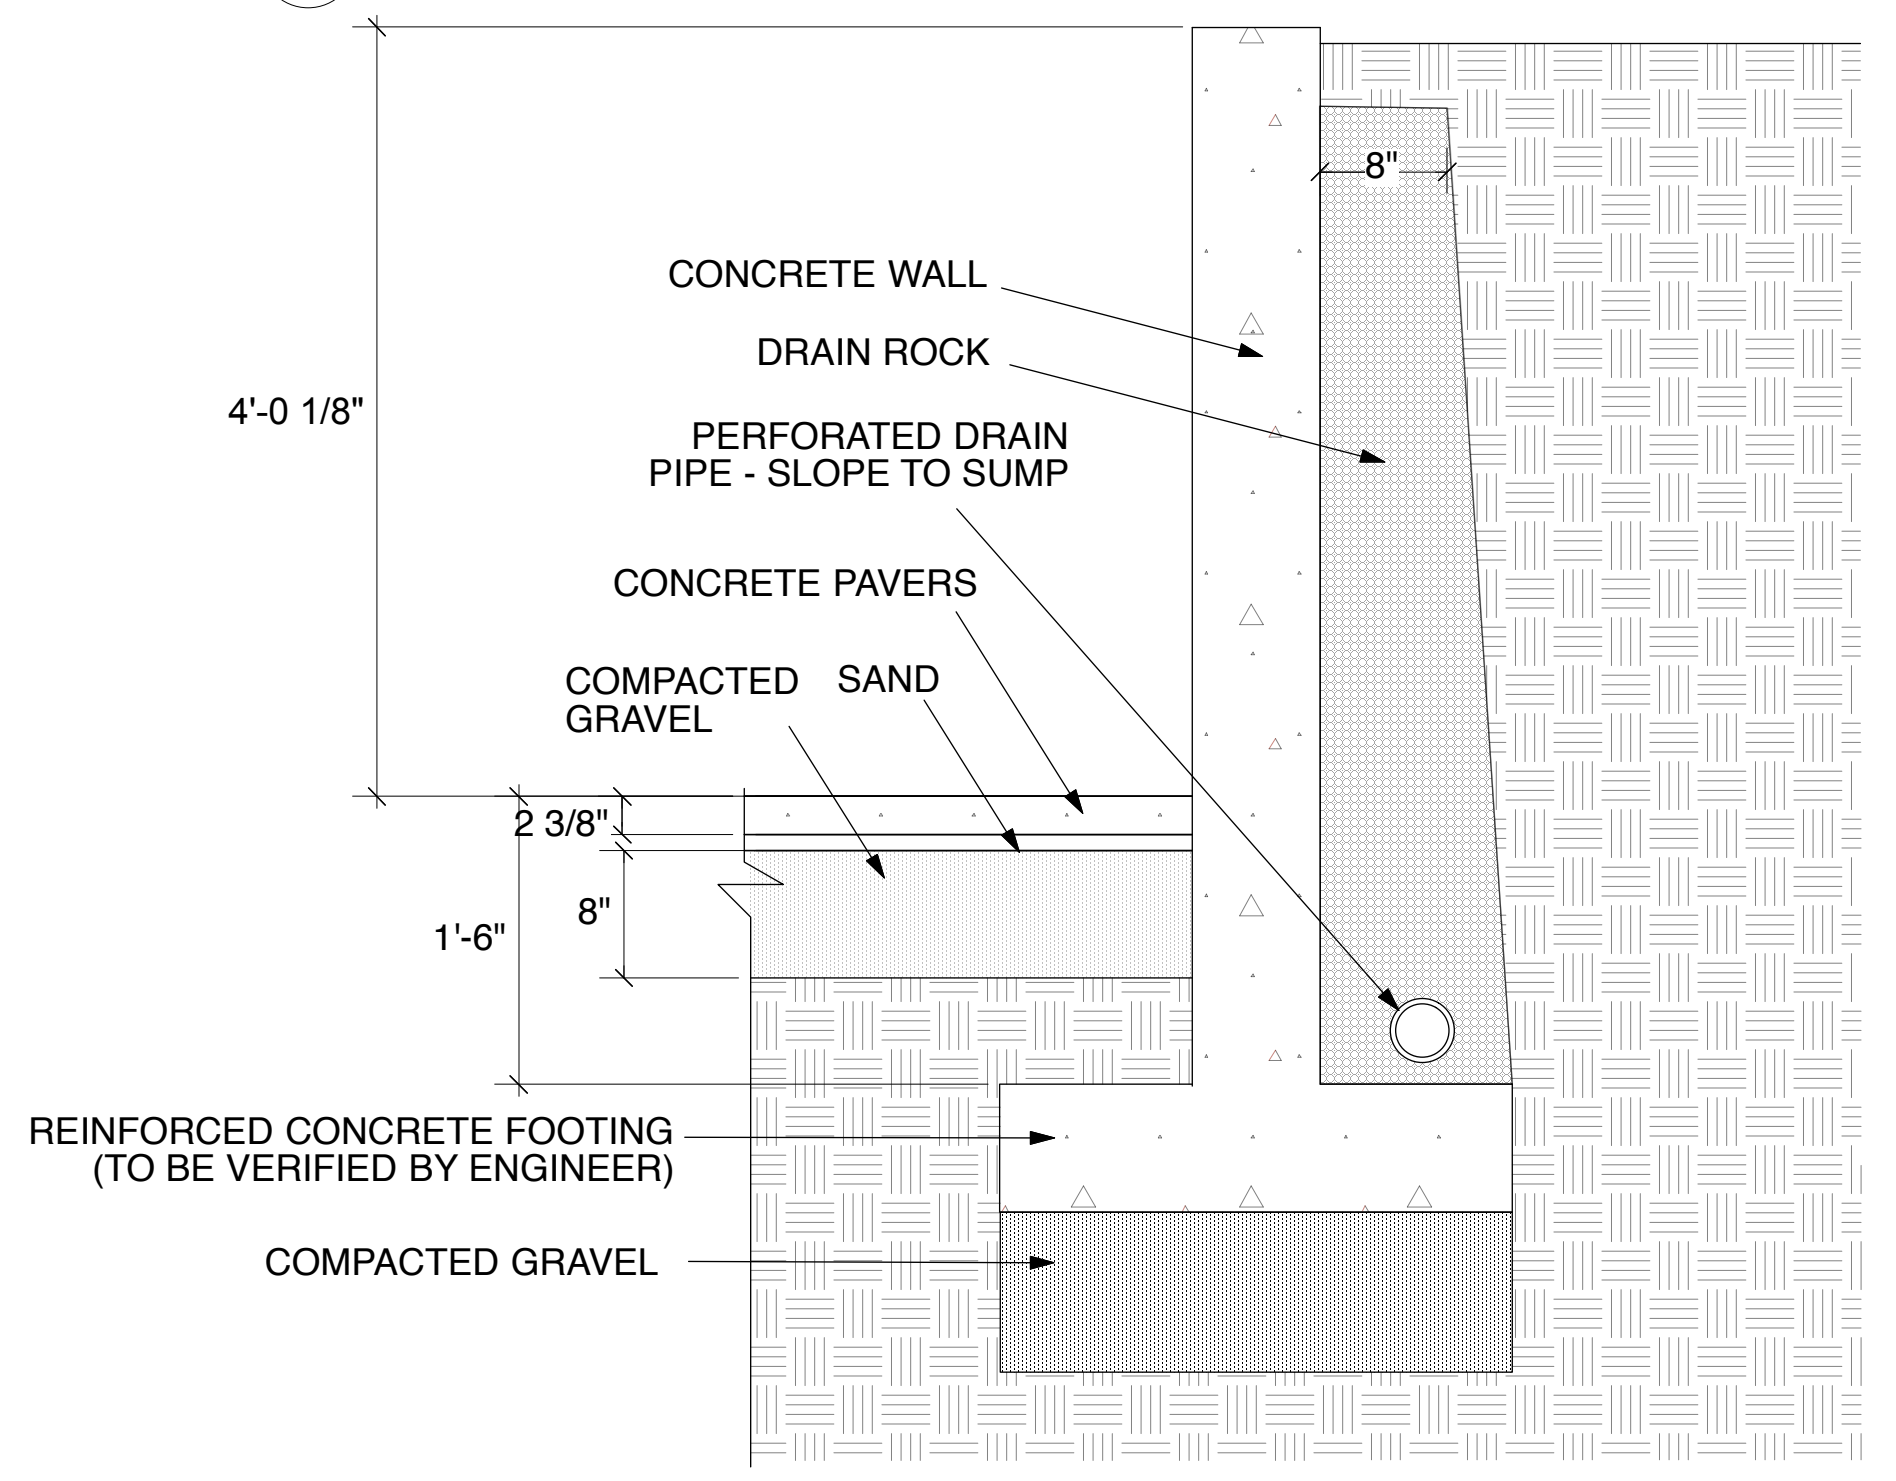 8"
CONCRETE WALL
DRAIN ROCK
4'-0 1/8"
PERFORATED DRAIN
PIPE - SLOPE TO SUMP
CONCRETE PAVERS
COMPACTED
GRAVEL
SAND
2 3/8"
8"
1'-6"
REINFORCED CONCRETE FOOTING
(TO BE VERIFIED BY ENGINEER)
COMPACTED GRAVEL